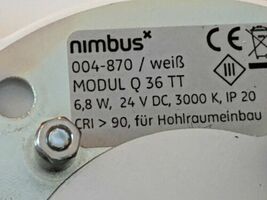 nimbus x
004-870 / weiß
MODUL Q 36 TT
6,8 W, 24 V DC, 3000 K, IP 20
CRI > 90, für Hohlraumeinbau